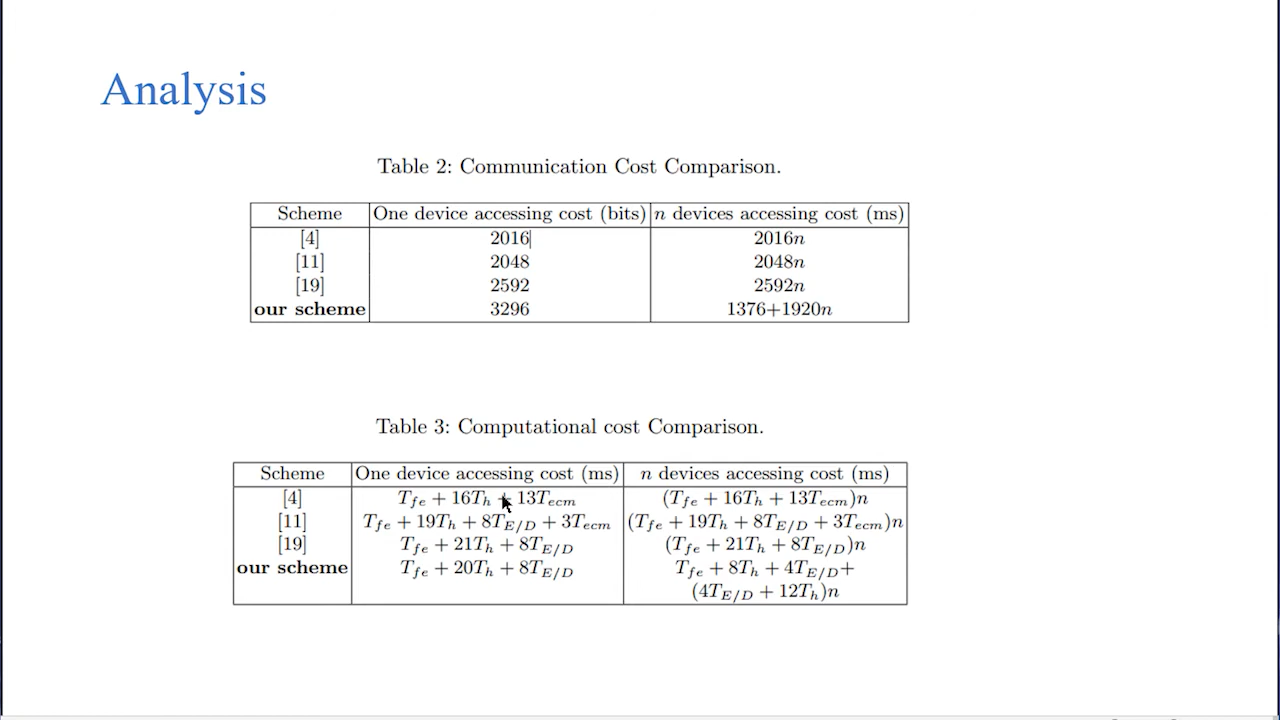 Analysis
Table 2: Communication Cost Comparison.
Scheme One device accessing cost (bits) n devices accessing cost (ms)
[4] 2016 2016n
[11] 2048 2048n
[19] 2592 2592n
our scheme 3296 1376+1920n
Table 3: Computational cost Comparison.
Scheme One device accessing cost (ms) n devices accessing cost (ms)
[4] T_fe + 16T_h + 13T_ecm (T_fe + 16T_h + 13T_ecm)n
[11] T_fe + 19T_h + 8T_E/D + 3T_ecm (T_fe + 19T_h + 8T_E/D + 3T_ecm)n
[19] T_fe + 21T_h + 8T_E/D (T_fe + 21T_h + 8T_E/D)n
our scheme T_fe + 20T_h + 8T_E/D T_fe + 8T_h + 4T_E/D+
(4T_E/D + 12T_h)n